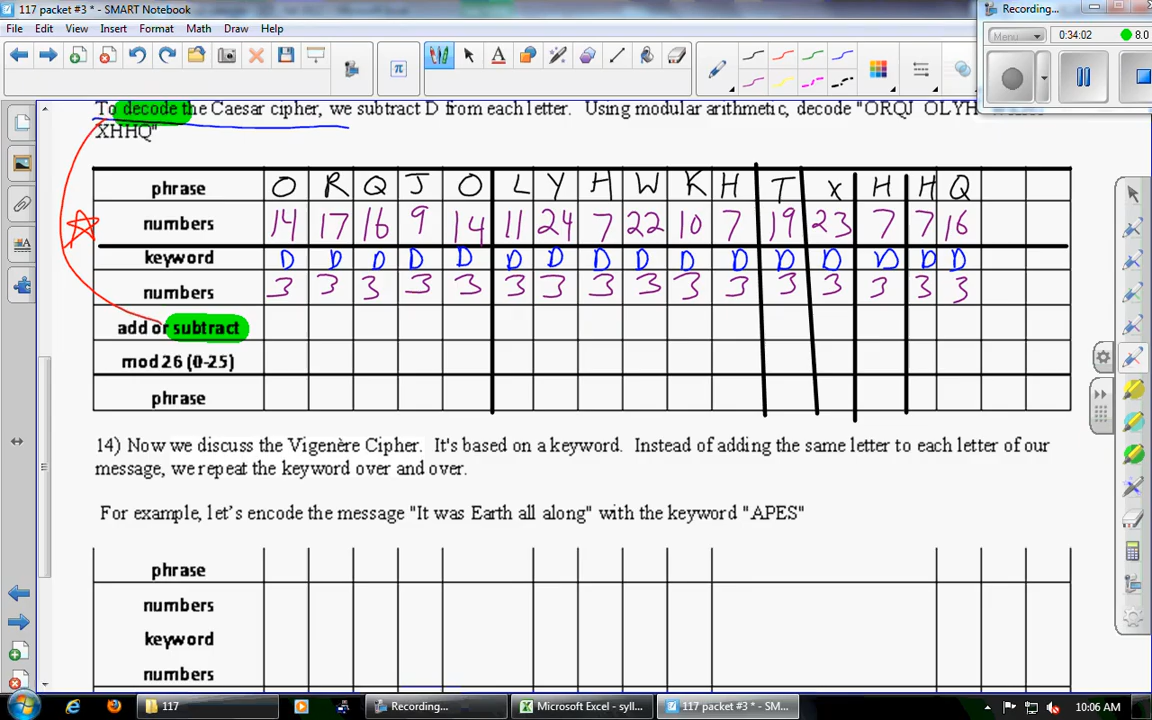 117 packet #3 * - SMART Notebook
Recording...
File Edit View Insert Format Math Draw Help
Menu
0:34:02
8.0
To decode the Caesar cipher, we subtract D from each letter. Using modular arithmetic, decode "ORQJ OLYH
XHHQ"
phrase O R Q J O L Y H W K H T X H H Q
numbers 14 17 16 9 14 11 24 7 22 10 7 19 23 7 7 16
keyword D D D D D D D D D D D D D D D D
numbers 3 3 3 3 3 3 3 3 3 3 3 3 3 3 3 3
add or subtract
mod 26 (0-25)
phrase
14) Now we discuss the Vigenère Cipher. It's based on a keyword. Instead of adding the same letter to each letter of our
message, we repeat the keyword over and over.
For example, let's encode the message "It was Earth all along" with the keyword "APES"
phrase
numbers
keyword
numbers
117
Recording...
Microsoft Excel - syll...
117 packet #3 * - SM...
10:06 AM